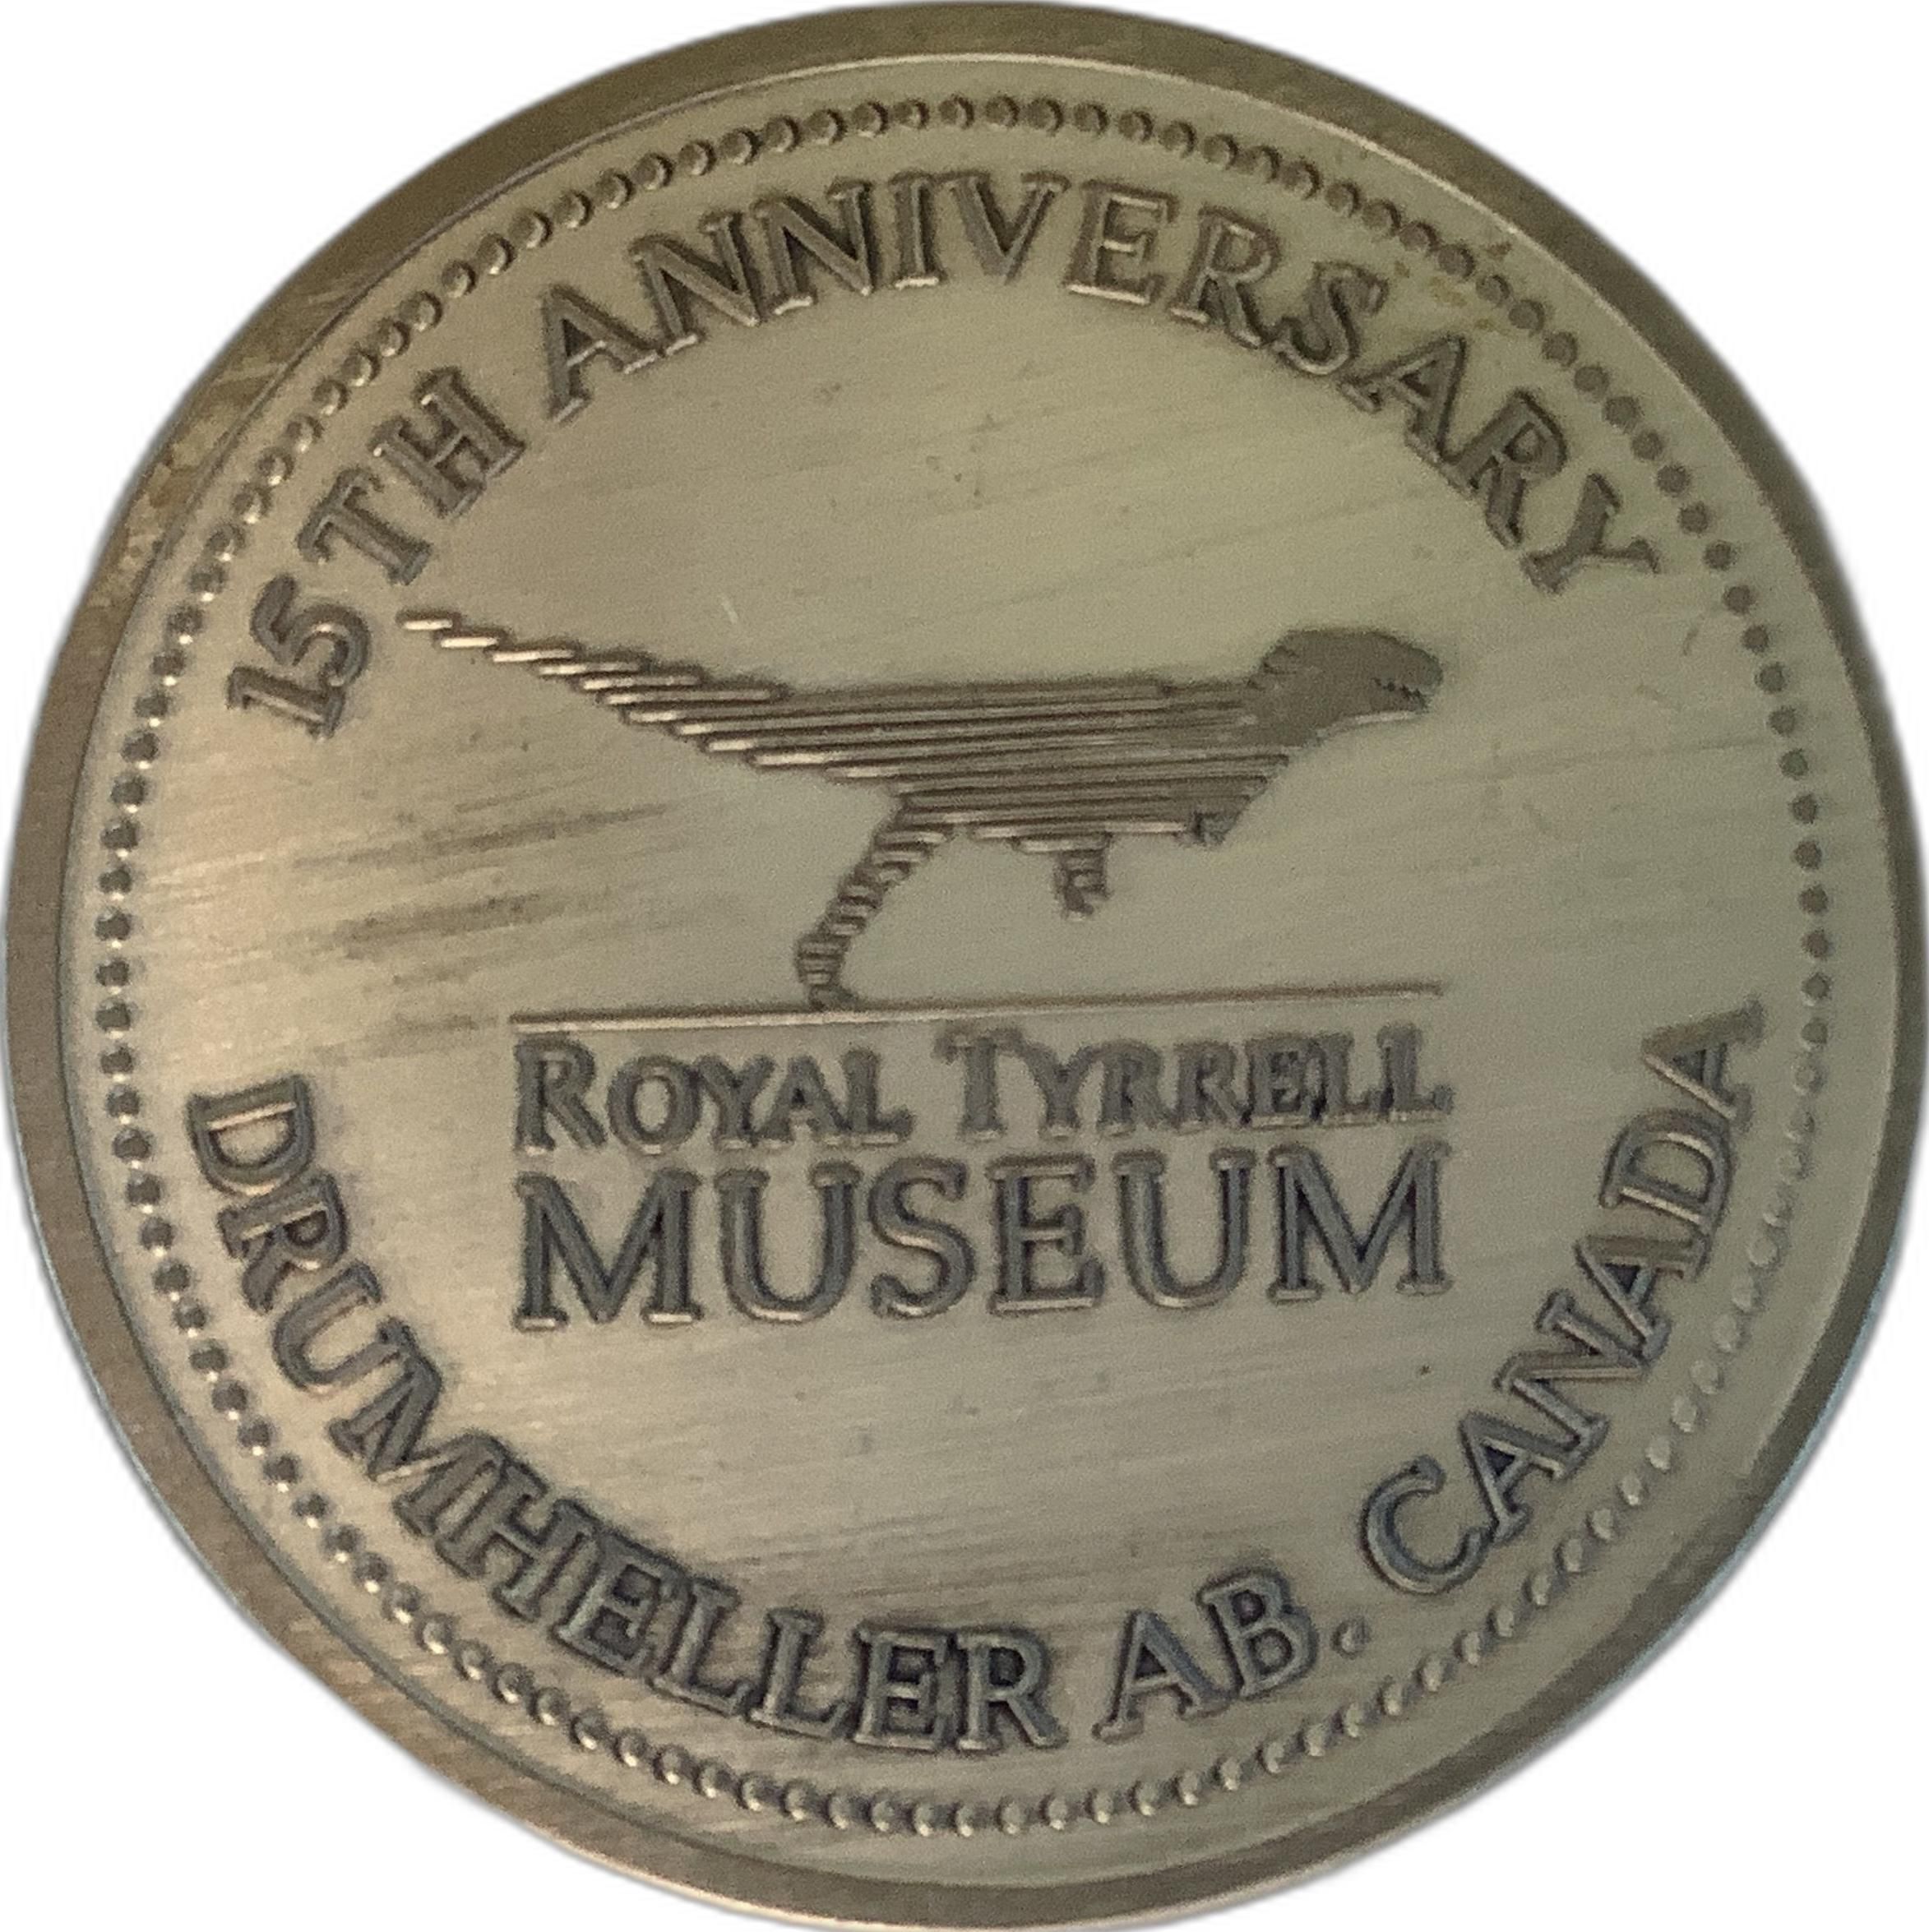 15TH ANNIVERSARY
ROYAL TYRRELL
MUSEUM
DRUMHELLER AB. CANADA